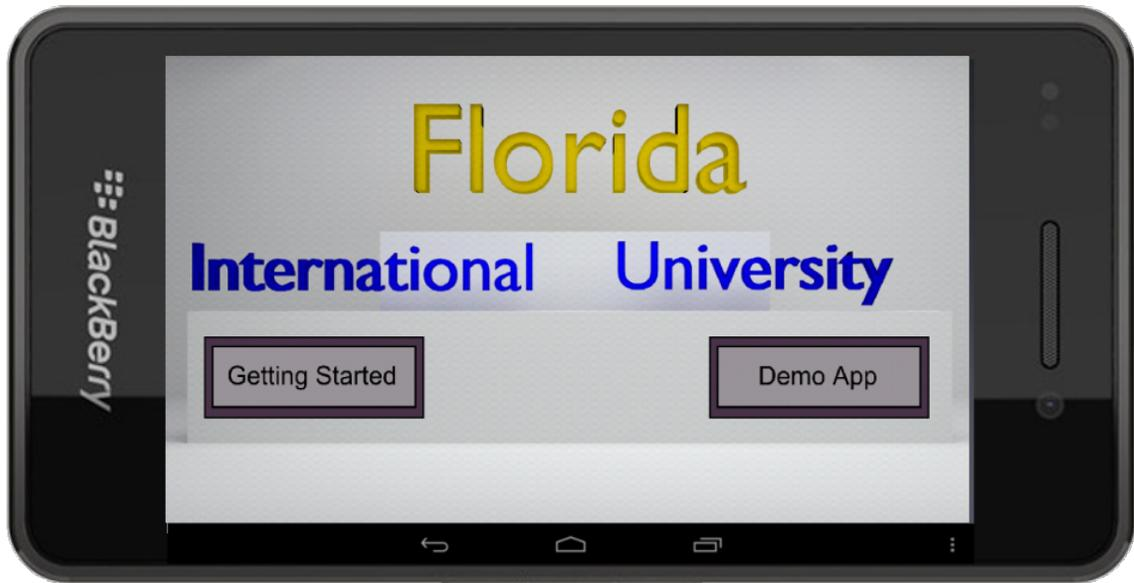 Florida
International University
Getting Started
Demo App
BlackBerry